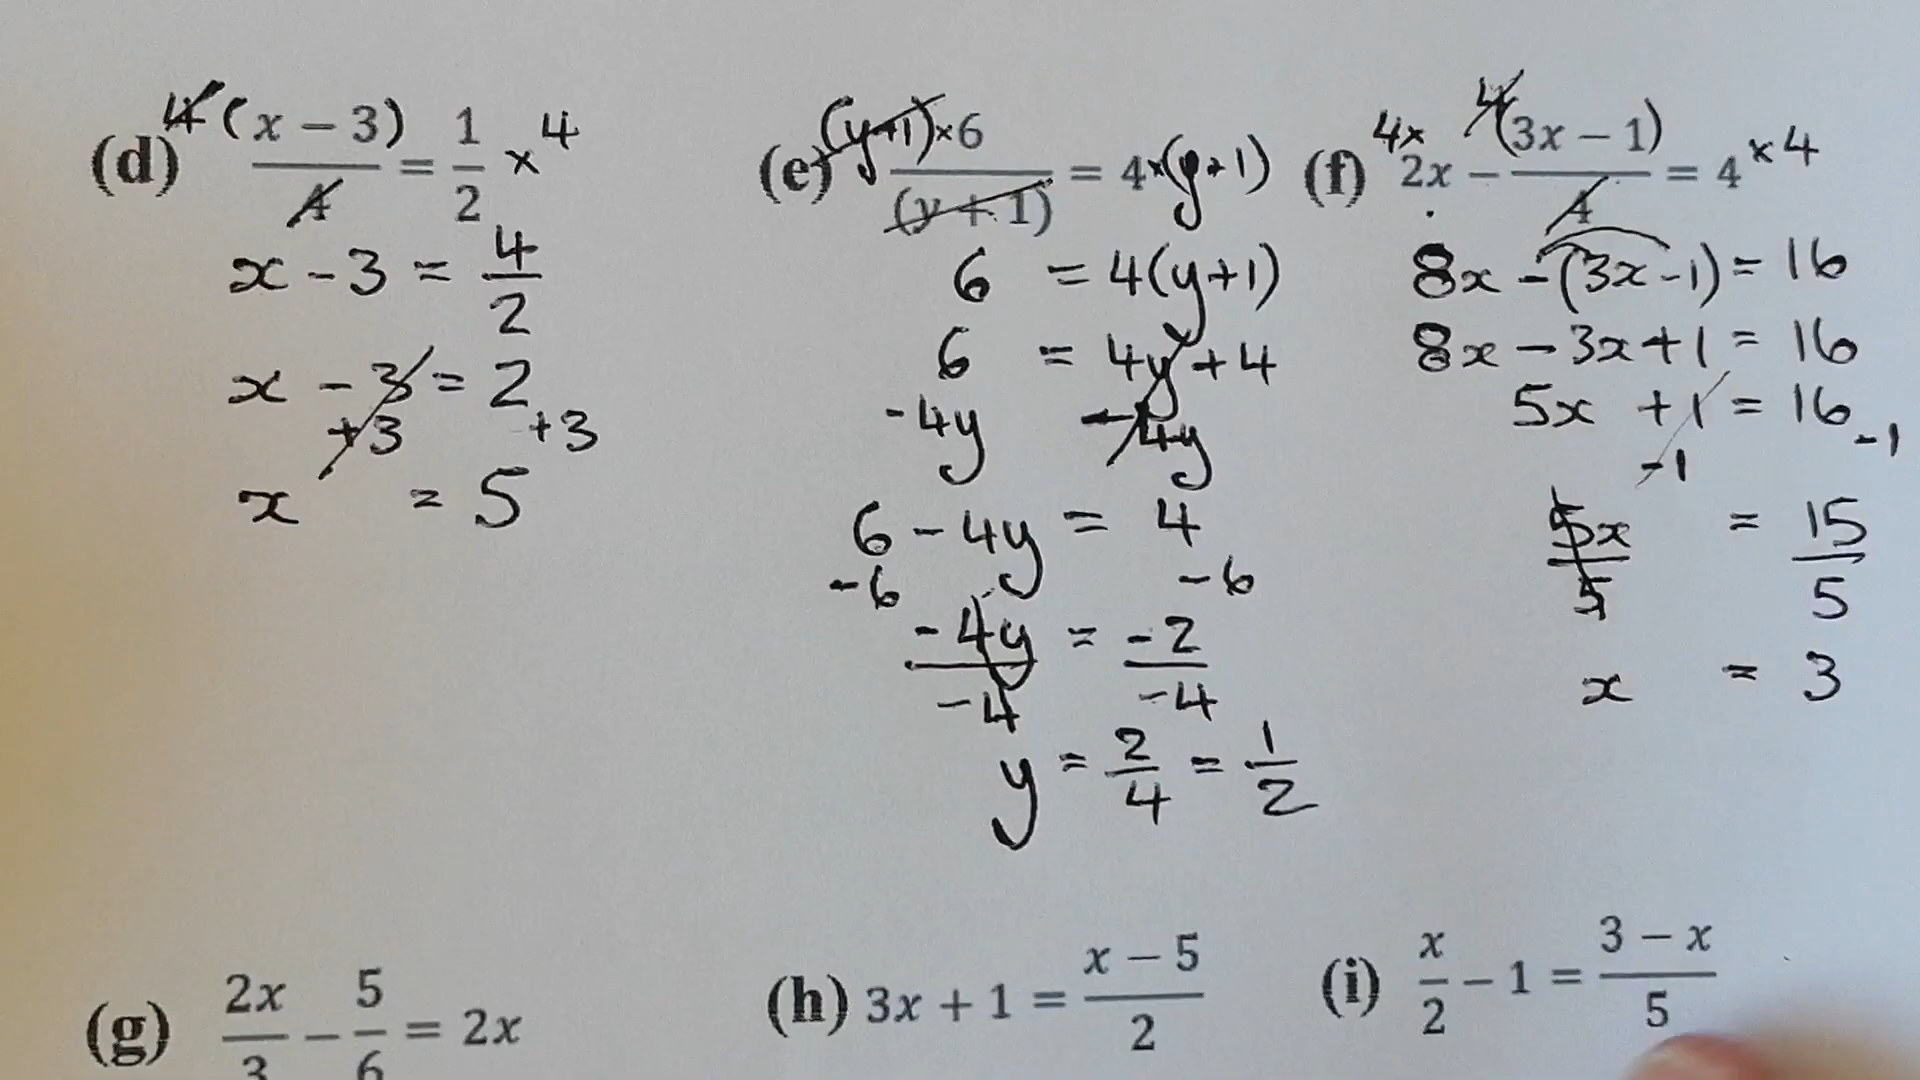 (d) 4(x – 3)/4 = 1/2 × 4
x - 3 = 4/2
x - 3 = 2
+3 +3
x = 5
(e) (y+1) × 6/(y + 1) = 4 × (y+1)
6 = 4(y+1)
6 = 4y + 4
-4y -4y
6 - 4y = 4
-6 -6
-4y/-4 = -2/-4
y = 2/4 = 1/2
(f) 4× 2x – 4(3x – 1)/4 = 4 × 4
8x - (3x - 1) = 16
8x - 3x + 1 = 16
5x + 1 = 16
-1 -1
5x/5 = 15/5
x = 3
(g) 2x/3 – 5/6 = 2x
(h) 3x + 1 = x – 5/2
(i) x/2 – 1 = 3 – x/5